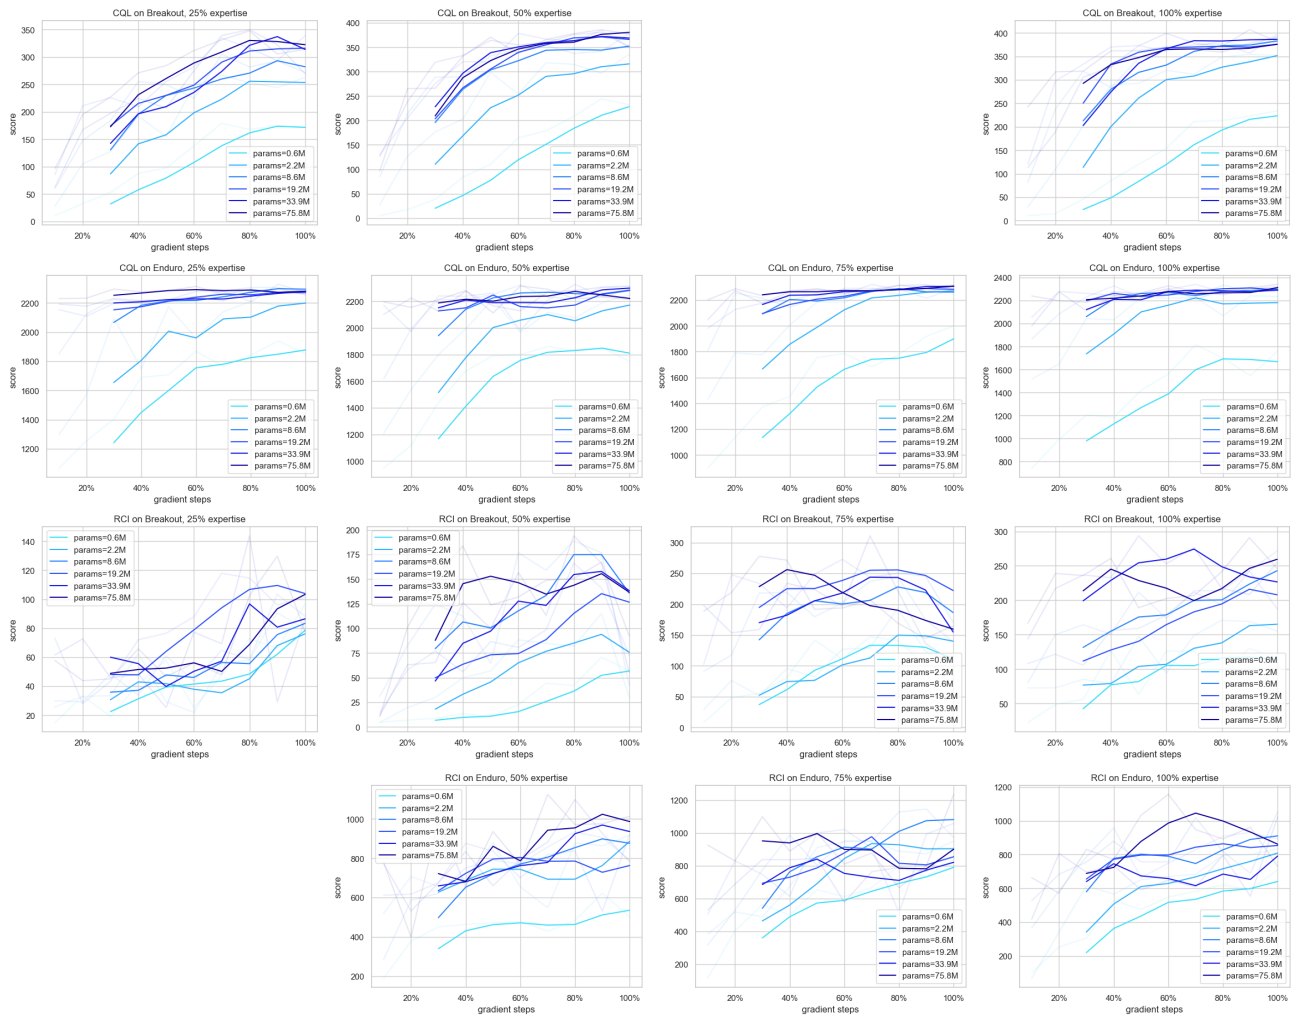 CQL on Breakout, 25% expertise
350
300
250
200
150
100
50
0
score
20% 40% 60% 80% 100%
gradient steps
params=0.6M
params=2.2M
params=8.6M
params=19.2M
params=33.9M
params=75.8M
CQL on Breakout, 50% expertise
400
350
300
250
200
150
100
50
0
score
20% 40% 60% 80% 100%
gradient steps
params=0.6M
params=2.2M
params=8.6M
params=19.2M
params=33.9M
params=75.8M
CQL on Breakout, 100% expertise
400
350
300
250
200
150
100
50
0
score
20% 40% 60% 80% 100%
gradient steps
params=0.6M
params=2.2M
params=8.6M
params=19.2M
params=33.9M
params=75.8M
CQL on Enduro, 25% expertise
2200
2000
1800
1600
1400
1200
score
20% 40% 60% 80% 100%
gradient steps
params=0.6M
params=2.2M
params=8.6M
params=19.2M
params=33.9M
params=75.8M
CQL on Enduro, 50% expertise
2200
2000
1800
1600
1400
1200
1000
score
20% 40% 60% 80% 100%
gradient steps
params=0.6M
params=2.2M
params=8.6M
params=19.2M
params=33.9M
params=75.8M
CQL on Enduro, 75% expertise
2200
2000
1800
1600
1400
1200
1000
score
20% 40% 60% 80% 100%
gradient steps
params=0.6M
params=2.2M
params=8.6M
params=19.2M
params=33.9M
params=75.8M
CQL on Enduro, 100% expertise
2400
2200
2000
1800
1600
1400
1200
1000
800
score
20% 40% 60% 80% 100%
gradient steps
params=0.6M
params=2.2M
params=8.6M
params=19.2M
params=33.9M
params=75.8M
RCI on Breakout, 25% expertise
140
120
100
80
60
40
20
score
20% 40% 60% 80% 100%
gradient steps
params=0.6M
params=2.2M
params=8.6M
params=19.2M
params=33.9M
params=75.8M
RCI on Breakout, 50% expertise
200
175
150
125
100
75
50
25
0
score
20% 40% 60% 80% 100%
gradient steps
params=0.6M
params=2.2M
params=8.6M
params=19.2M
params=33.9M
params=75.8M
RCI on Breakout, 75% expertise
300
250
200
150
100
50
0
score
20% 40% 60% 80% 100%
gradient steps
params=0.6M
params=2.2M
params=8.6M
params=19.2M
params=33.9M
params=75.8M
RCI on Breakout, 100% expertise
300
250
200
150
100
50
score
20% 40% 60% 80% 100%
gradient steps
params=0.6M
params=2.2M
params=8.6M
params=19.2M
params=33.9M
params=75.8M
RCI on Enduro, 50% expertise
1000
800
600
400
200
score
20% 40% 60% 80% 100%
gradient steps
params=0.6M
params=2.2M
params=8.6M
params=19.2M
params=33.9M
params=75.8M
RCI on Enduro, 75% expertise
1200
1000
800
600
400
200
score
20% 40% 60% 80% 100%
gradient steps
params=0.6M
params=2.2M
params=8.6M
params=19.2M
params=33.9M
params=75.8M
RCI on Enduro, 100% expertise
1200
1000
800
600
400
200
score
20% 40% 60% 80% 100%
gradient steps
params=0.6M
params=2.2M
params=8.6M
params=19.2M
params=33.9M
params=75.8M